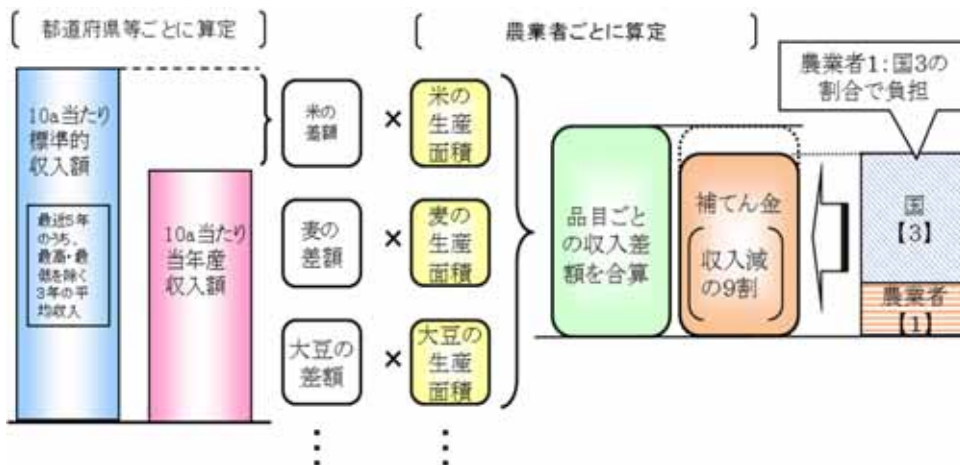 都道府県等ごとに算定
農業者ごとに算定
農業者1:国3の
割合で負担
10a当たり
標準的
収入額
最近5年
のうち、
最高・最
低を除く
3年の平
均収入
10a当たり
当年産
収入額
米の
差額
×
米の
生産
面積
麦の
差額
×
麦の
生産
面積
大豆の
差額
×
大豆の
生産
面積
品目ごと
の収入差
額を合算
補てん金
収入減
の9割
国
【3】
農業者
【1】